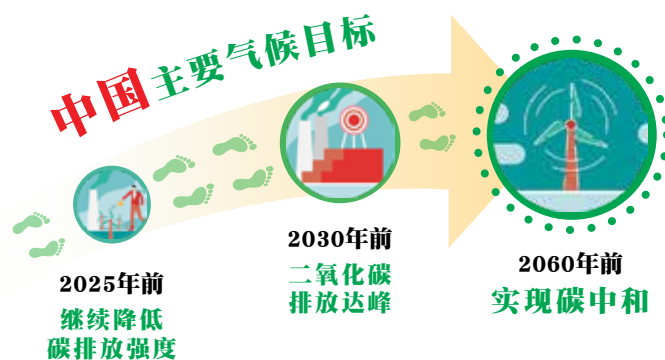 中国主要气候目标
2025年前
继续降低
碳排放强度
2030年前
二氧化碳
排放达峰
2060年前
实现碳中和